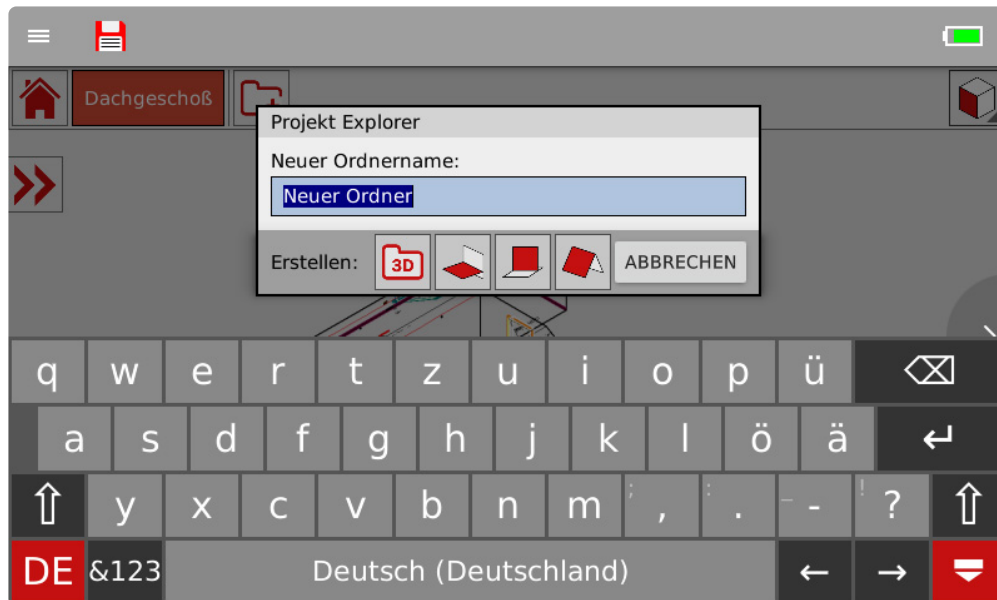 Dachgeschoß
Projekt Explorer
Neuer Ordnername:
Neuer Ordner
Erstellen: 3D ABBRECHEN
q w e r t z u i o p ü
a s d f g h j k l ö ä
y x c v b n m ; , : . _ - ! ?
DE &123 Deutsch (Deutschland) ← →